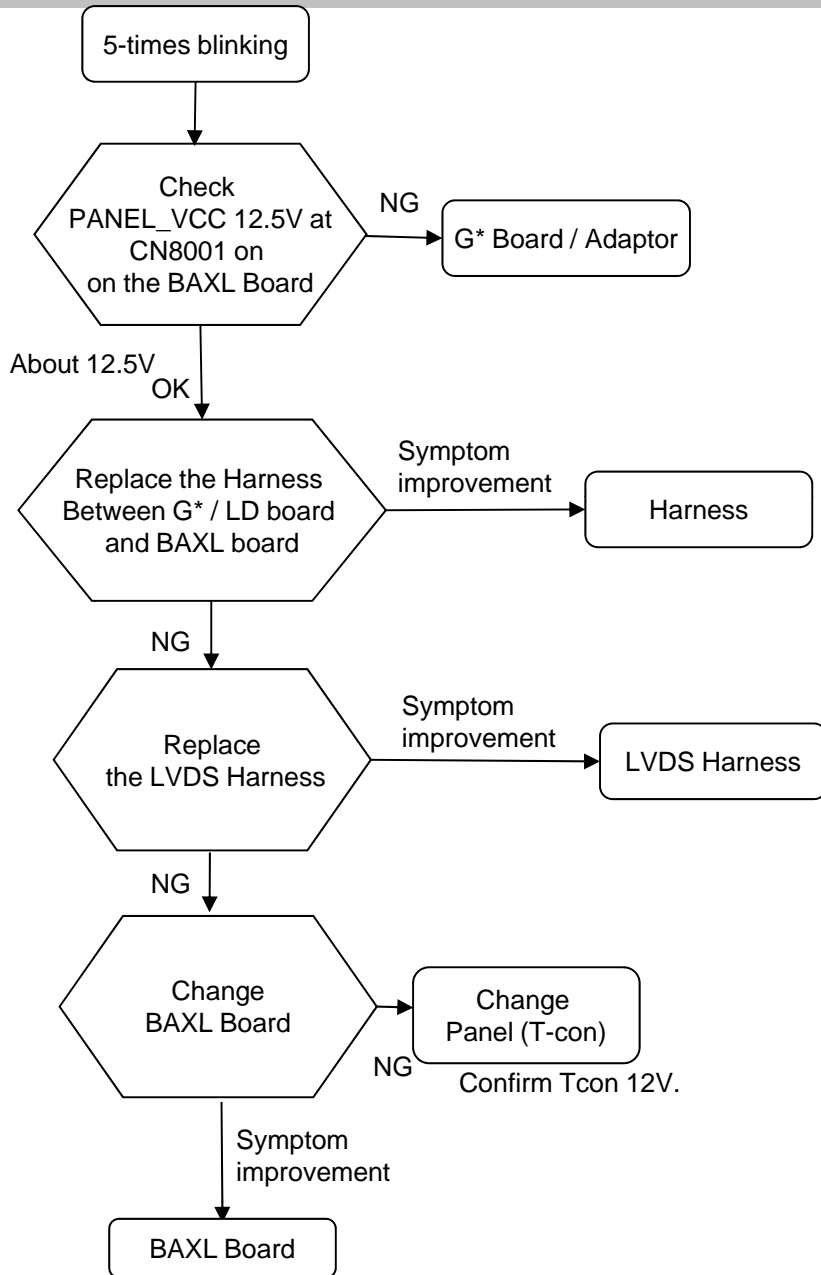 5-times blinking
Check
PANEL_VCC 12.5V at
CN8001 on
on the BAXL Board
NG
G* Board / Adaptor
About 12.5V
OK
Replace the Harness
Between G* / LD board
and BAXL board
Symptom
improvement
Harness
NG
Replace
the LVDS Harness
Symptom
improvement
LVDS Harness
NG
Change
BAXL Board
NG
Change
Panel (T-con)
Confirm Tcon 12V.
Symptom
improvement
BAXL Board